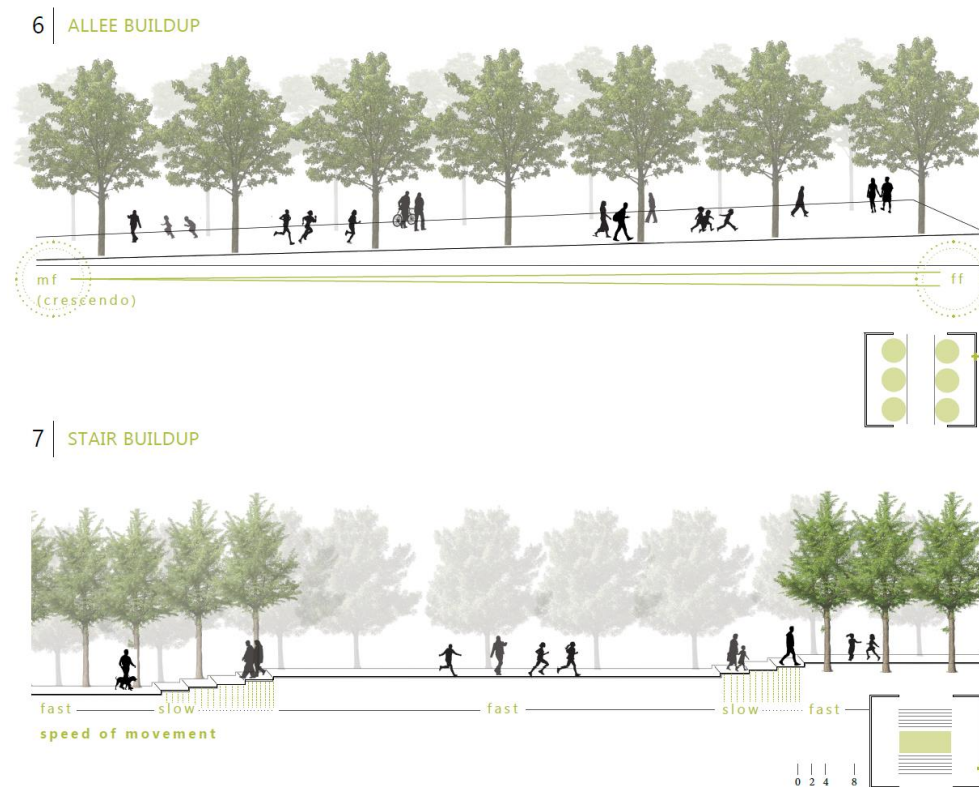 6 ALLEE BUILDUP
mf ff
(crescendo)
7 STAIR BUILDUP
fast slow fast slow fast
speed of movement
0 2 4 8